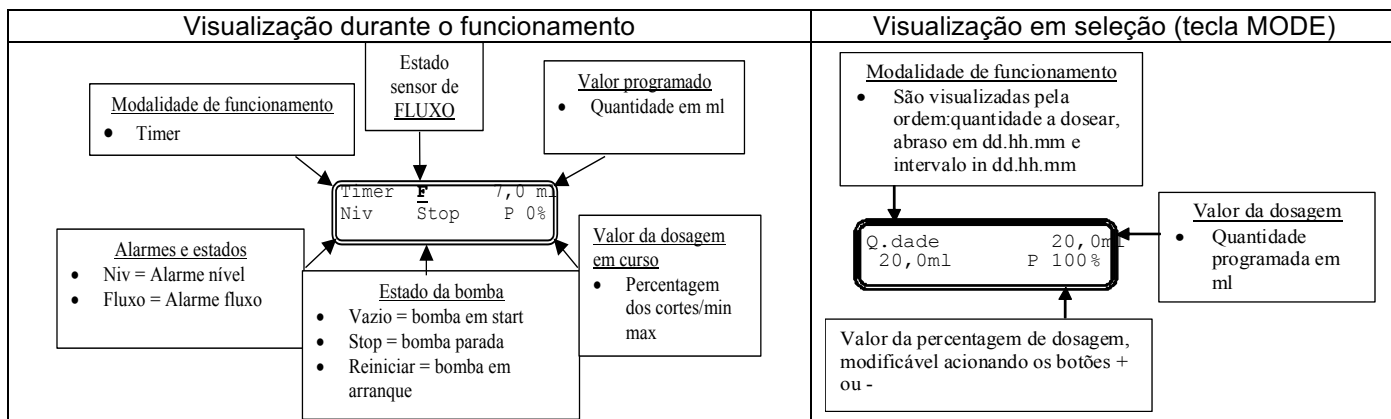 Visualização durante o funcionamento
Estado
sensor de
FLUXO
Modalidade de funcionamento
• Timer
Valor programado
• Quantidade em ml
Timer F 7,0 ml
Niv Stop P 0%
Alarmes e estados
• Niv = Alarme nível
• Fluxo = Alarme fluxo
Estado da bomba
• Vazio = bomba em start
• Stop = bomba parada
• Reiniciar = bomba em
arranque
Valor da dosagem
em curso
• Percentagem
dos cortes/min
max
Visualização em seleção (tecla MODE)
Modalidade de funcionamento
• São visualizadas pela
ordem:quantidade a dosear,
abraso em dd.hh.mm e
intervalo in dd.hh.mm
Q.dade 20,0ml
20,0ml P 100%
Valor da dosagem
• Quantidade
programada em
ml
Valor da percentagem de dosagem,
modificável acionando os botões +
ou -